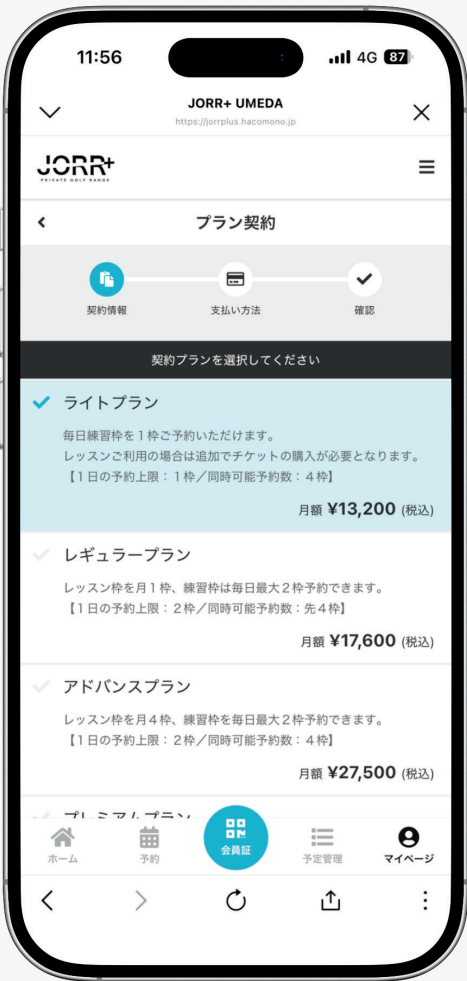 11:56
4G 87
JORR+ UMEDA
https://jorrplus.hacomono.jp
JORR+
PRIVATE GOLF RANGE
プラン契約
契約情報
支払い方法
確認
契約プランを選択してください
ライトプラン
毎日練習枠を1枠ご予約いただけます。
レッスンご利用の場合は追加でチケットの購入が必要となります。
【1日の予約上限：1枠／同時可能予約数：4枠】
月額 ¥13,200 (税込)
レギュラープラン
レッスン枠を月1枠、練習枠は毎日最大2枠予約できます。
【1日の予約上限：2枠／同時可能予約数：先4枠】
月額 ¥17,600 (税込)
アドバンスプラン
レッスン枠を月4枠、練習枠を毎日最大2枠予約できます。
【1日の予約上限：2枠／同時可能予約数：4枠】
月額 ¥27,500 (税込)
プレミアムプラン
ホーム
予約
会員証
予定管理
マイページ